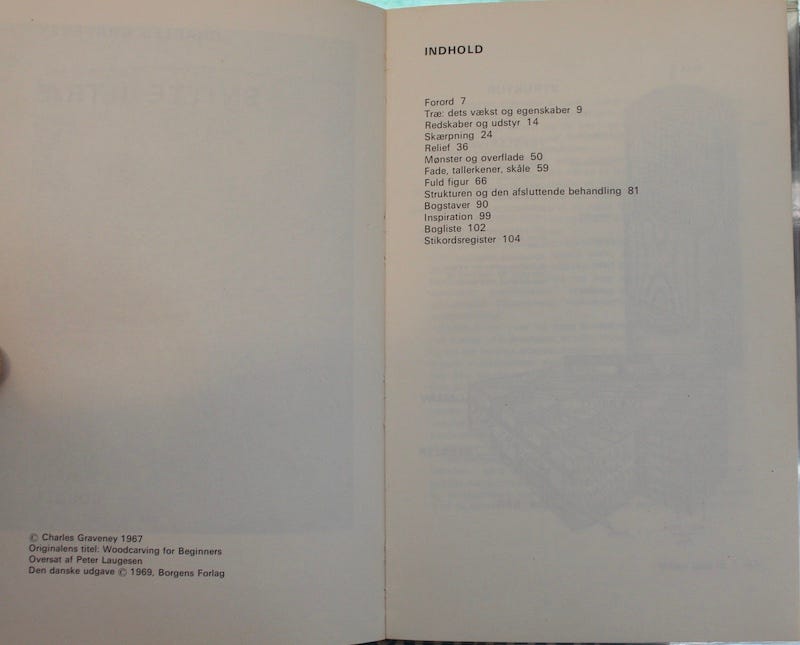 © Charles Graveney 1967
Originalens titel: Woodcarving for Beginners
Oversat af Peter Laugesen
Den danske udgave © 1969, Borgens Forlag
INDHOLD
Forord 7
Træ: dets vækst og egenskaber 9
Redskaber og udstyr 14
Skærpning 24
Relief 36
Mønster og overflade 50
Fade, tallerkener, skåle 59
Fuld figur 66
Strukturen og den afsluttende behandling 81
Bogstaver 90
Inspiration 99
Bogliste 102
Stikordsregister 104